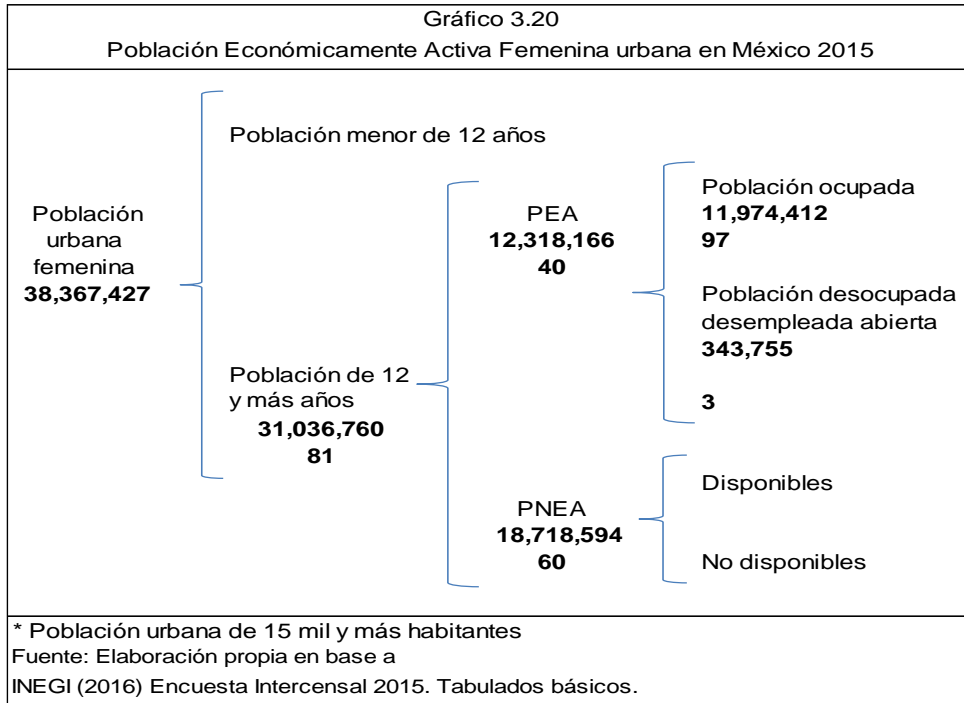 Gráfico 3.20
Población Económicamente Activa Femenina urbana en México 2015
Población
urbana
femenina
38,367,427
Población menor de 12 años
Población de 12
y más años
31,036,760
81
PEA
12,318,166
40
Población ocupada
11,974,412
97
Población desocupada
desempleada abierta
343,755
3
PNEA
18,718,594
60
Disponibles
No disponibles
* Población urbana de 15 mil y más habitantes
Fuente: Elaboración propia en base a
INEGI (2016) Encuesta Intercensal 2015. Tabulados básicos.